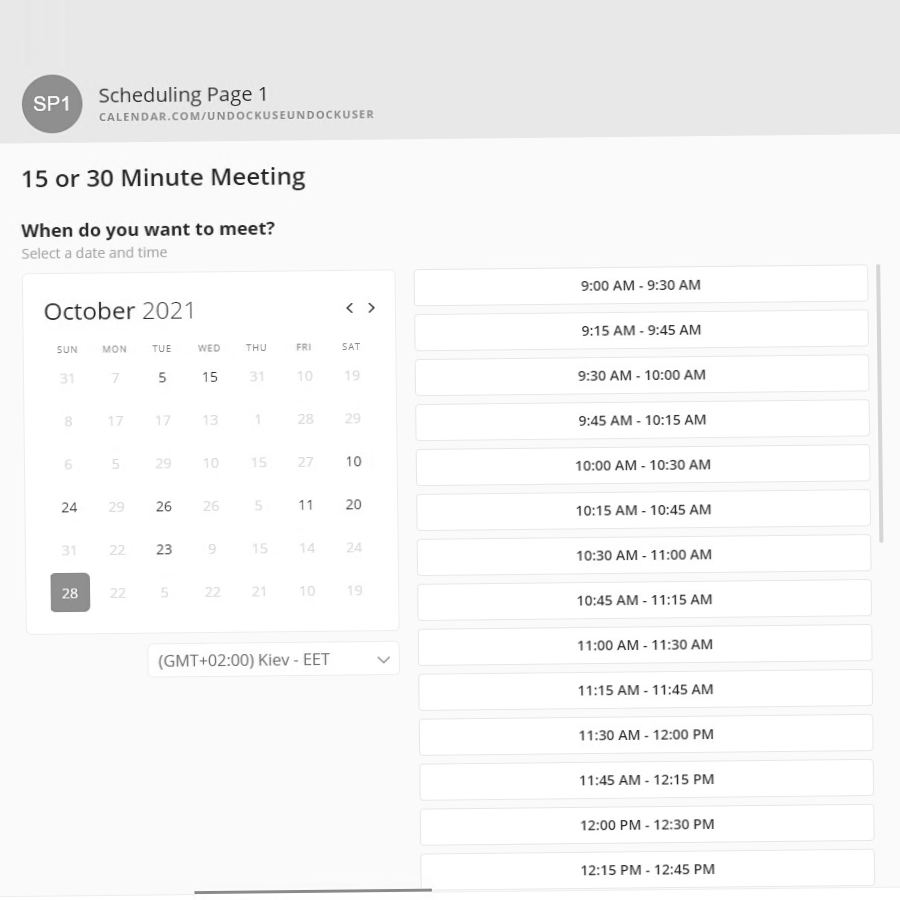 SP1
Scheduling Page 1
CALENDAR.COM/UNDOCKUSEUNDOCKUSER
15 or 30 Minute Meeting
When do you want to meet?
Select a date and time
October 2021
SUN MON TUE WED THU FRI SAT
31 7 5 15 31 10 19
8 17 17 13 1 28 29
6 5 29 10 15 27 10
24 29 26 26 5 11 20
31 22 23 9 15 14 24
28 22 5 22 21 10 19
(GMT+02:00) Kiev - EET
9:00 AM - 9:30 AM
9:15 AM - 9:45 AM
9:30 AM - 10:00 AM
9:45 AM - 10:15 AM
10:00 AM - 10:30 AM
10:15 AM - 10:45 AM
10:30 AM - 11:00 AM
10:45 AM - 11:15 AM
11:00 AM - 11:30 AM
11:15 AM - 11:45 AM
11:30 AM - 12:00 PM
11:45 AM - 12:15 PM
12:00 PM - 12:30 PM
12:15 PM - 12:45 PM